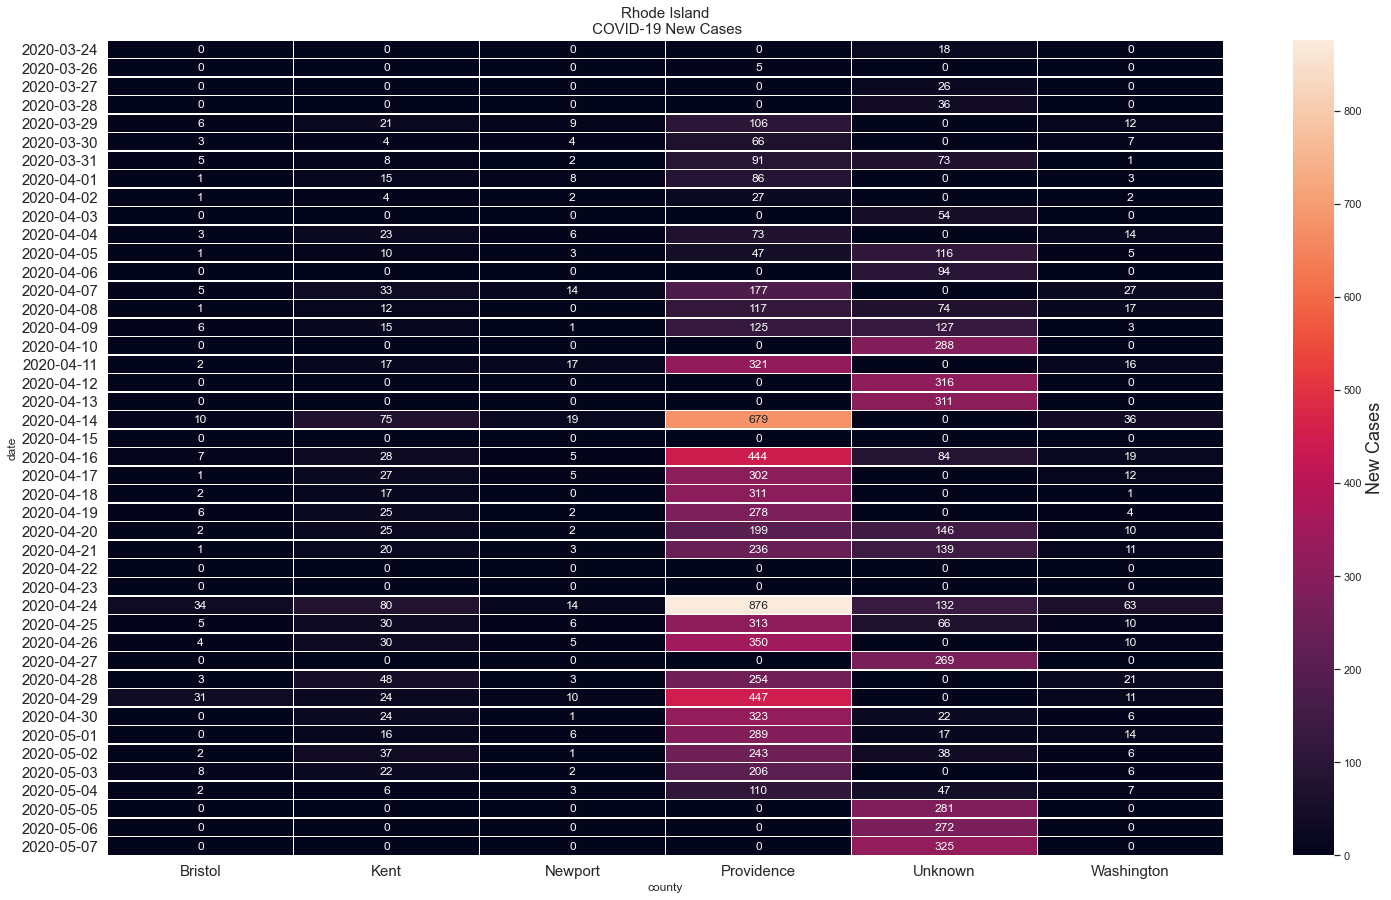 Rhode Island
COVID-19 New Cases
2020-03-24 0 0 0 0 18 0
2020-03-26 0 0 0 5 0 0
2020-03-27 0 0 0 0 26 0
2020-03-28 0 0 0 0 36 0
2020-03-29 6 21 9 106 0 12
2020-03-30 3 4 4 66 0 7
2020-03-31 5 8 2 91 73 1
2020-04-01 1 15 8 86 0 3
2020-04-02 1 4 2 27 0 2
2020-04-03 0 0 0 0 54 0
2020-04-04 3 23 6 73 0 14
2020-04-05 1 10 3 47 116 5
2020-04-06 0 0 0 0 94 0
2020-04-07 5 33 14 177 0 27
2020-04-08 1 12 0 117 74 17
2020-04-09 6 15 1 125 127 3
2020-04-10 0 0 0 0 288 0
2020-04-11 2 17 17 321 0 16
2020-04-12 0 0 0 0 316 0
2020-04-13 0 0 0 0 311 0
2020-04-14 10 75 19 679 0 36
2020-04-15 0 0 0 0 0 0
2020-04-16 7 28 5 444 84 19
2020-04-17 1 27 5 302 0 12
2020-04-18 2 17 0 311 0 1
2020-04-19 6 25 2 278 0 4
2020-04-20 2 25 2 199 146 10
2020-04-21 1 20 3 236 139 11
2020-04-22 0 0 0 0 0 0
2020-04-23 0 0 0 0 0 0
2020-04-24 34 80 14 876 132 63
2020-04-25 5 30 6 313 66 10
2020-04-26 4 30 5 350 0 10
2020-04-27 0 0 0 0 269 0
2020-04-28 3 48 3 254 0 21
2020-04-29 31 24 10 447 0 11
2020-04-30 0 24 1 323 22 6
2020-05-01 0 16 6 289 17 14
2020-05-02 2 37 1 243 38 6
2020-05-03 8 22 2 206 0 6
2020-05-04 2 6 3 110 47 7
2020-05-05 0 0 0 0 281 0
2020-05-06 0 0 0 0 272 0
2020-05-07 0 0 0 0 325 0
Bristol Kent Newport Providence Unknown Washington
county
date
800
700
600
500
400
300
200
100
0
New Cases